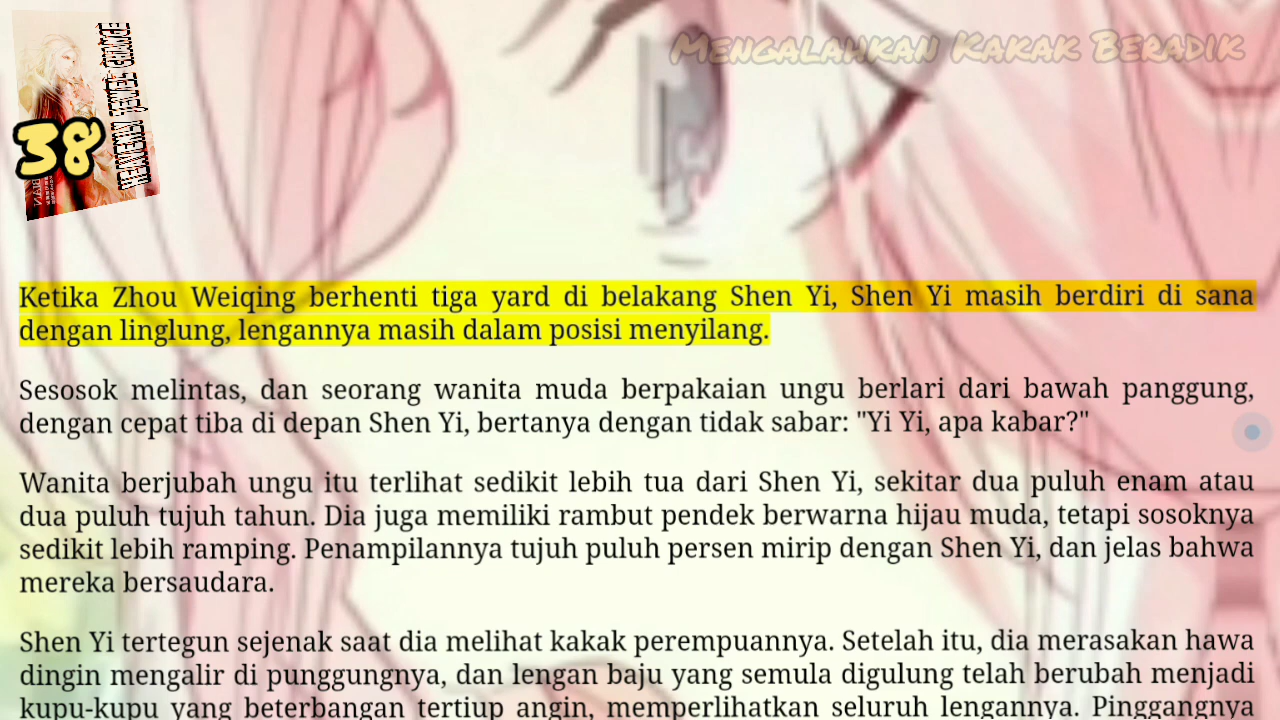 Mengalahkan Kakak Beradik
38
Ketika Zhou Weiqing berhenti tiga yard di belakang Shen Yi, Shen Yi masih berdiri di sana
dengan linglung, lengannya masih dalam posisi menyilang.
Sesosok melintas, dan seorang wanita muda berpakaian ungu berlari dari bawah panggung,
dengan cepat tiba di depan Shen Yi, bertanya dengan tidak sabar: "Yi Yi, apa kabar?"
Wanita berjubah ungu itu terlihat sedikit lebih tua dari Shen Yi, sekitar dua puluh enam atau
dua puluh tujuh tahun. Dia juga memiliki rambut pendek berwarna hijau muda, tetapi sosoknya
sedikit lebih ramping. Penampilannya tujuh puluh persen mirip dengan Shen Yi, dan jelas bahwa
mereka bersaudara.
Shen Yi tertegun sejenak saat dia melihat kakak perempuannya. Setelah itu, dia merasakan hawa
dingin mengalir di punggungnya, dan lengan baju yang semula digulung telah berubah menjadi
kupu-kupu yang beterbangan tertiup angin, memperlihatkan seluruh lengannya. Pinggangnya